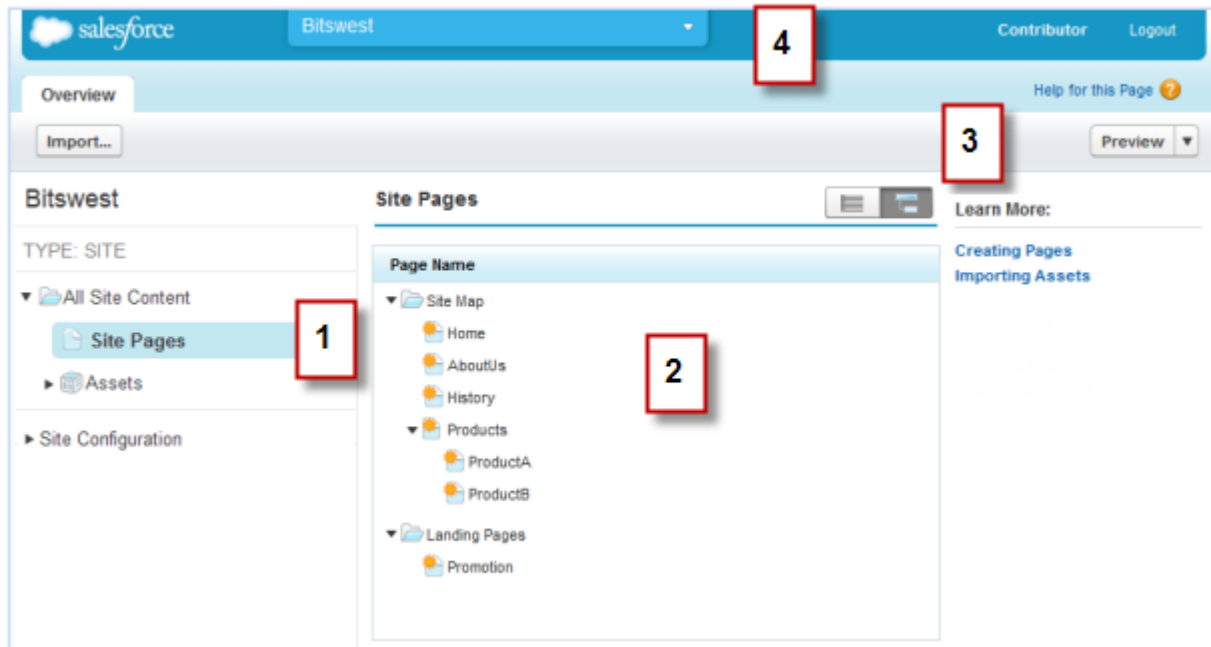 salesforce
Bitswest
4
Contributor
Logout
Overview
Help for this Page ?
Import...
3
Preview
Bitswest
Site Pages
Learn More:
TYPE: SITE
Page Name
Creating Pages
Importing Assets
All Site Content
Site Map
Site Pages
1
Home
2
AboutUs
Assets
History
Site Configuration
Products
ProductA
ProductB
Landing Pages
Promotion